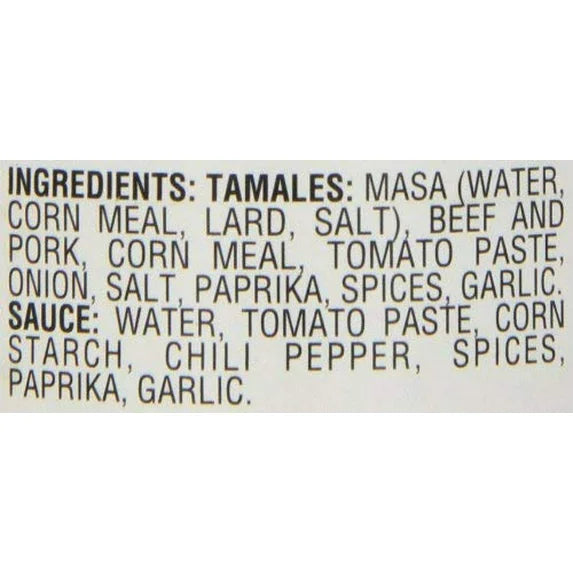 INGREDIENTS: TAMALES: MASA (WATER,
CORN MEAL, LARD, SALT), BEEF AND
PORK, CORN MEAL, TOMATO PASTE,
ONION, SALT, PAPRIKA, SPICES, GARLIC.
SAUCE: WATER, TOMATO PASTE, CORN
STARCH, CHILI PEPPER, SPICES,
PAPRIKA, GARLIC.